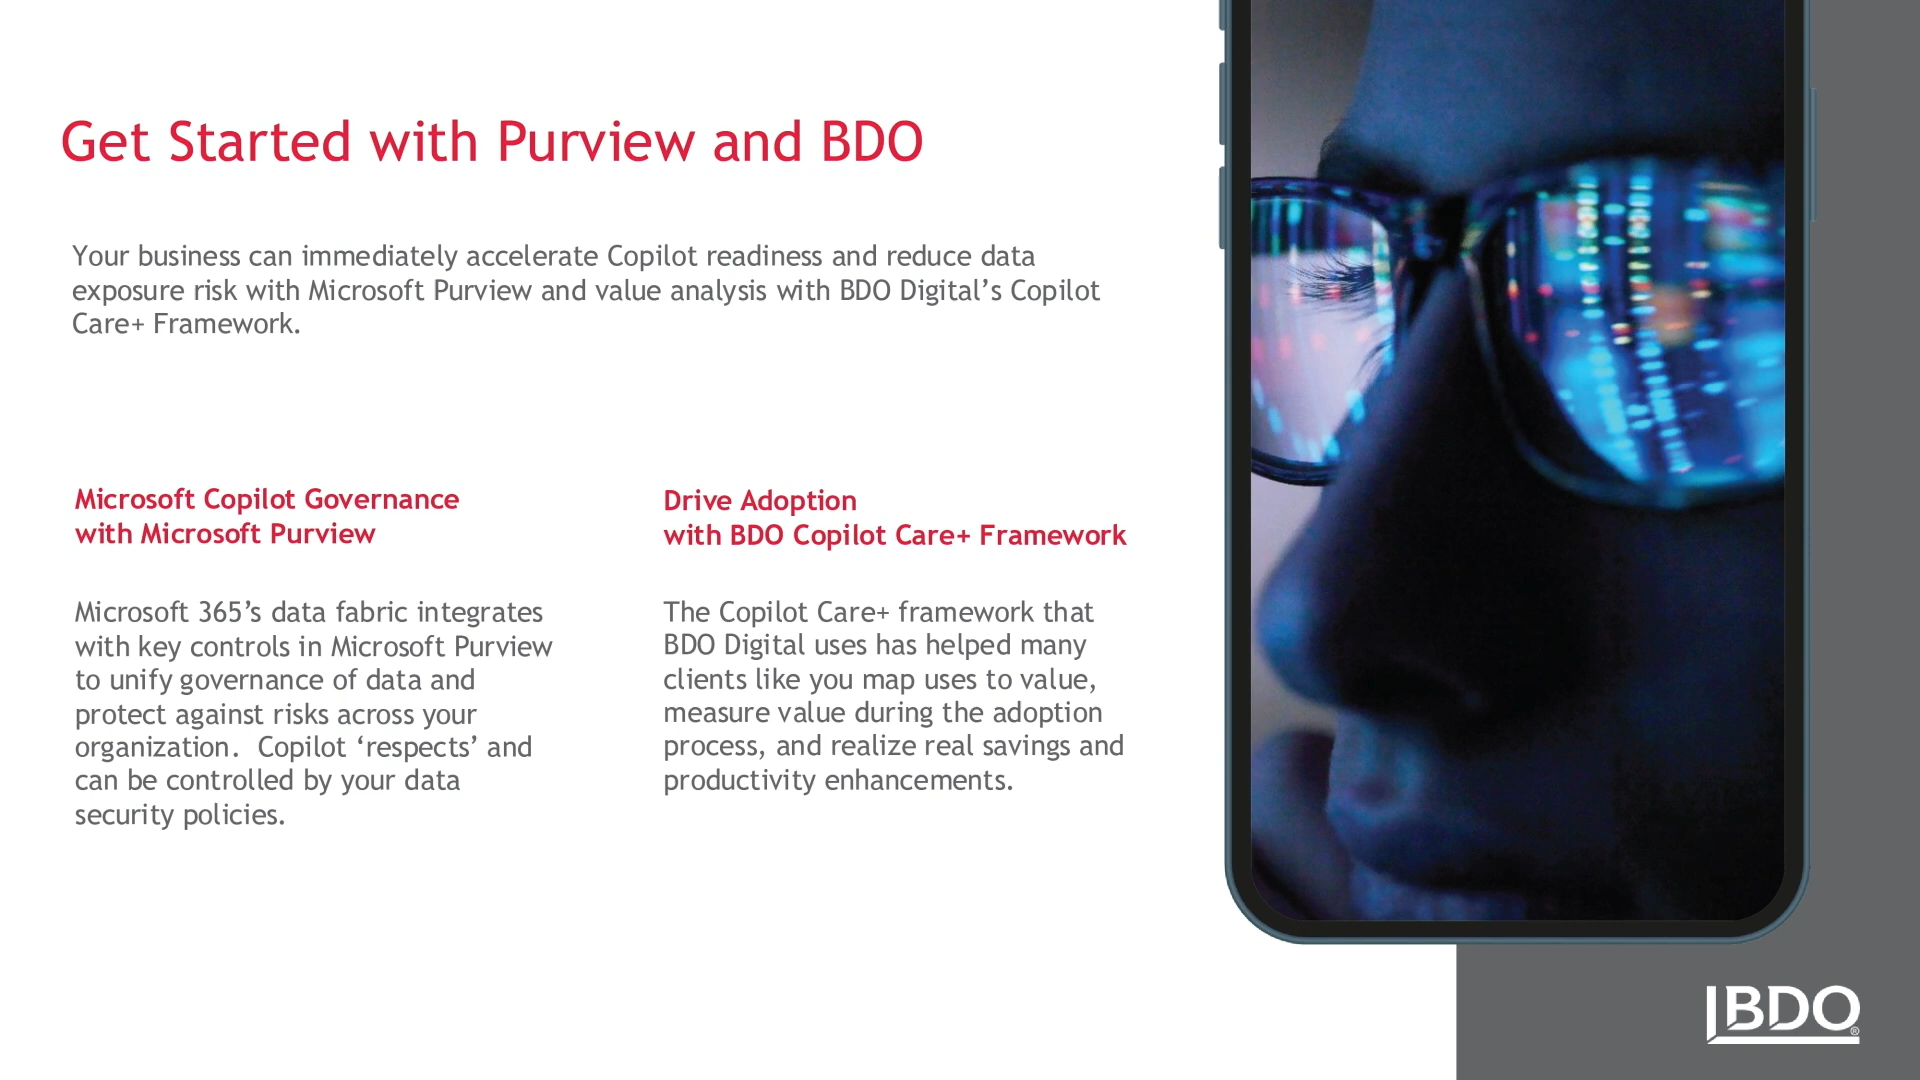 Get Started with Purview and BDO
Your business can immediately accelerate Copilot readiness and reduce data
exposure risk with Microsoft Purview and value analysis with BDO Digital’s Copilot
Care+ Framework.
Microsoft Copilot Governance
with Microsoft Purview
Microsoft 365’s data fabric integrates
with key controls in Microsoft Purview
to unify governance of data and
protect against risks across your
organization.  Copilot ‘respects’ and
can be controlled by your data
security policies.
Drive Adoption
with BDO Copilot Care+ Framework
The Copilot Care+ framework that
BDO Digital uses has helped many
clients like you map uses to value,
measure value during the adoption
process, and realize real savings and
productivity enhancements.
BDO®